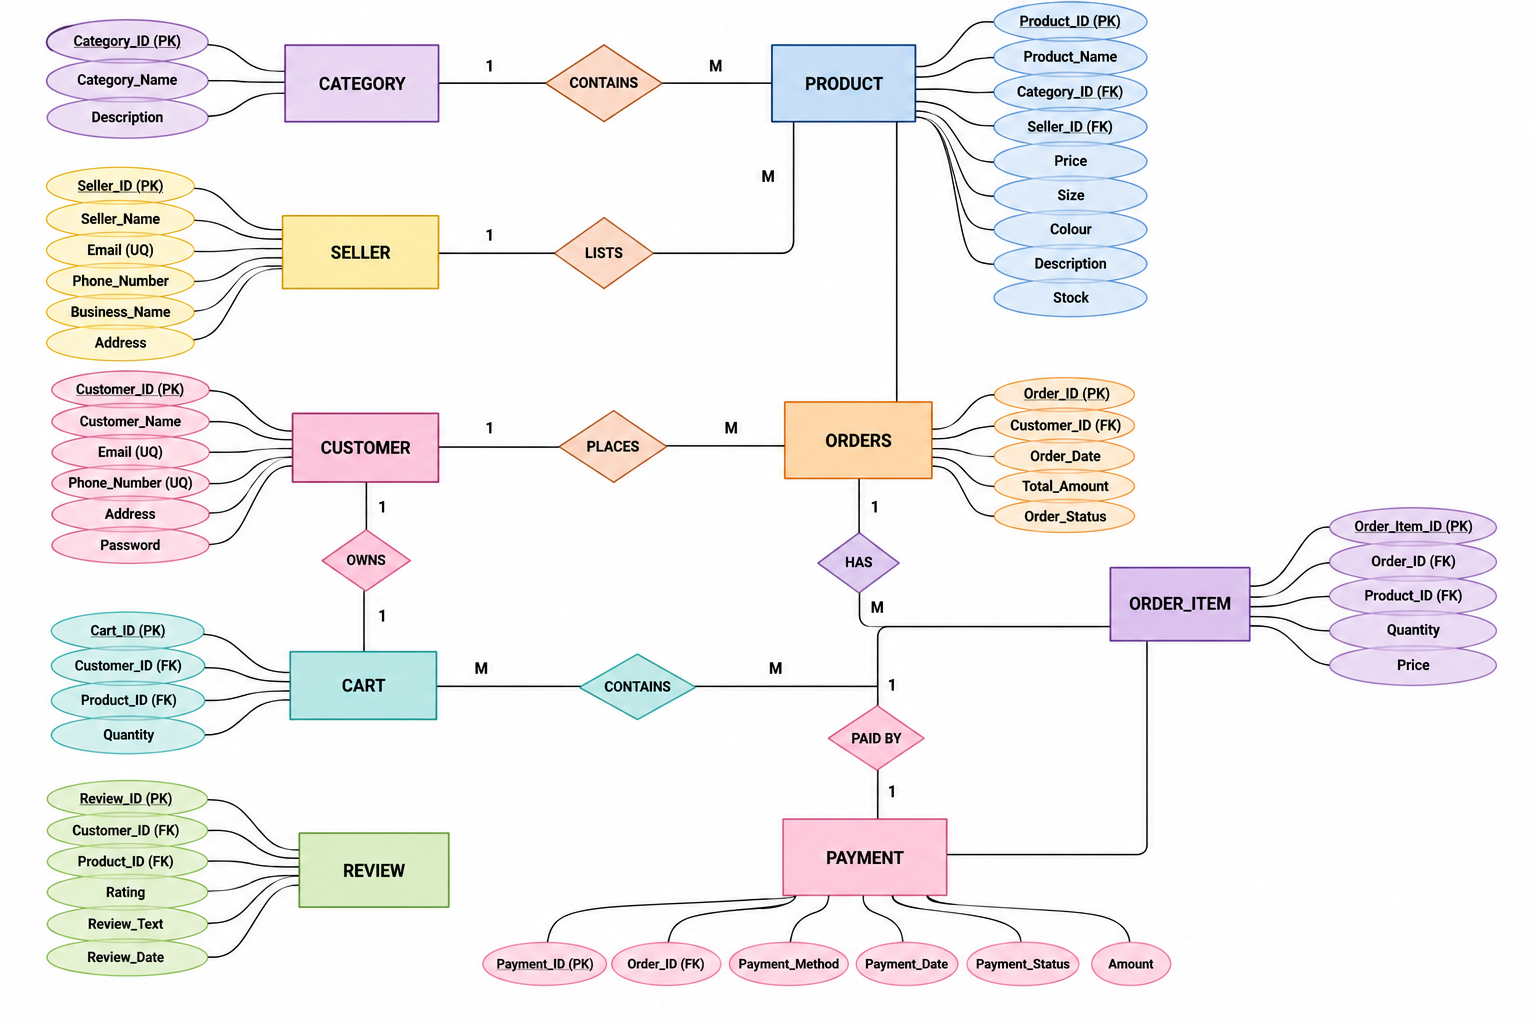 Category_ID (PK)
Category_Name
Description
CATEGORY
1
CONTAINS
M
PRODUCT
Product_ID (PK)
Product_Name
Category_ID (FK)
Seller_ID (FK)
Price
Size
Colour
Description
Stock
Seller_ID (PK)
Seller_Name
Email (UQ)
Phone_Number
Business_Name
Address
SELLER
1
LISTS
M
Customer_ID (PK)
Customer_Name
Email (UQ)
Phone_Number (UQ)
Address
Password
CUSTOMER
1
PLACES
M
ORDERS
Order_ID (PK)
Customer_ID (FK)
Order_Date
Total_Amount
Order_Status
1
OWNS
1
1
HAS
M
ORDER_ITEM
Order_Item_ID (PK)
Order_ID (FK)
Product_ID (FK)
Quantity
Price
Cart_ID (PK)
Customer_ID (FK)
Product_ID (FK)
Quantity
CART
M
CONTAINS
M
1
PAID BY
1
PAYMENT
Review_ID (PK)
Customer_ID (FK)
Product_ID (FK)
Rating
Review_Text
Review_Date
REVIEW
Payment_ID (PK)
Order_ID (FK)
Payment_Method
Payment_Date
Payment_Status
Amount